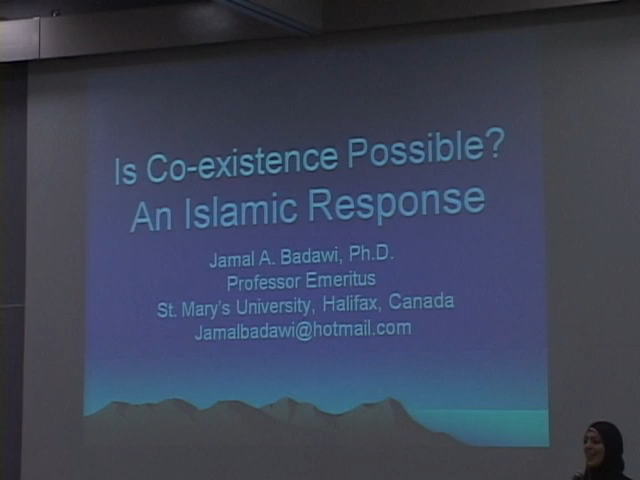 Is Co-existence Possible?
An Islamic Response
Jamal A. Badawi, Ph.D.
Professor Emeritus
St. Mary's University, Halifax, Canada
Jamalbadawi@hotmail.com